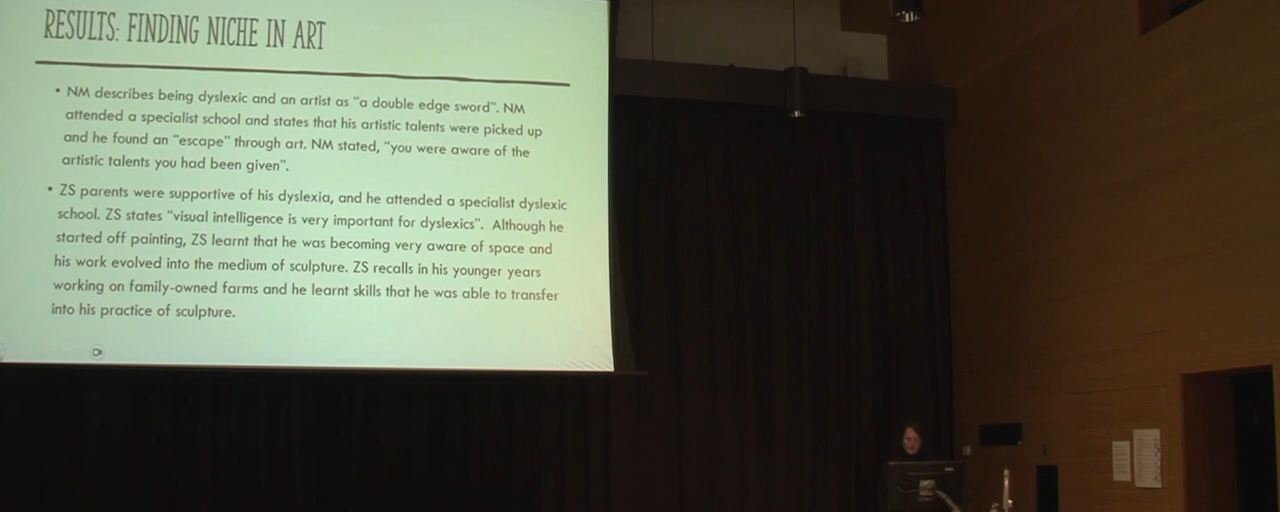 RESULTS: FINDING NICHE IN ART
• NM describes being dyslexic and an artist as "a double edge sword". NM
attended a specialist school and states that his artistic talents were picked up
and he found an "escape" through art. NM stated, "you were aware of the
artistic talents you had been given".
• ZS parents were supportive of his dyslexia, and he attended a specialist dyslexic
school. ZS states "visual intelligence is very important for dyslexics". Although he
started off painting, ZS learnt that he was becoming very aware of space and
his work evolved into the medium of sculpture. ZS recalls in his younger years
working on family-owned farms and he learnt skills that he was able to transfer
into his practice of sculpture.